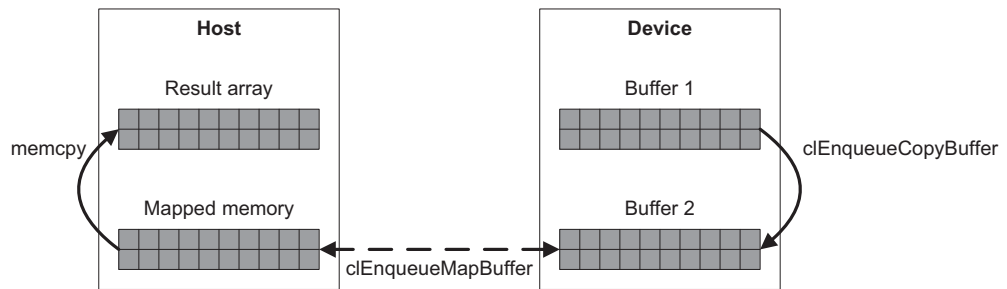 Host
Device
Result array
Buffer 1
memcpy
clEnqueueCopyBuffer
Mapped memory
Buffer 2
clEnqueueMapBuffer